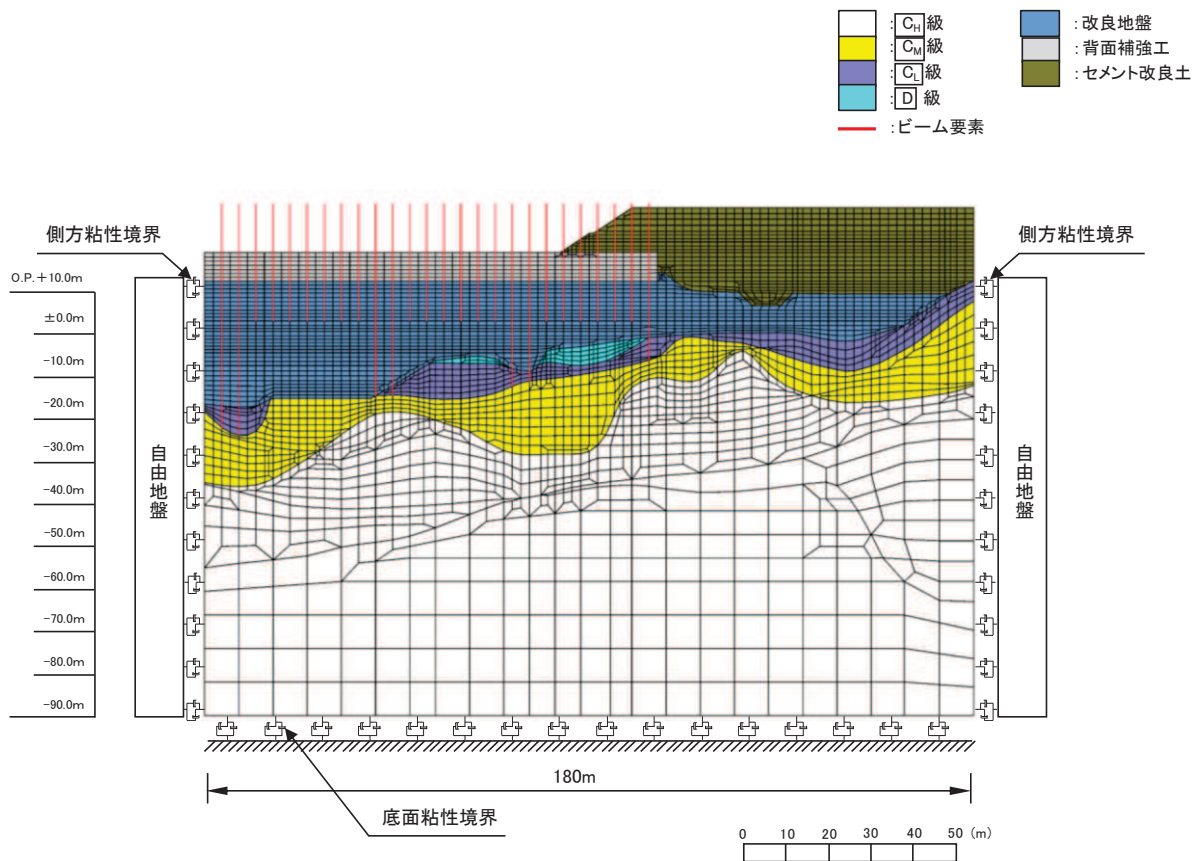 :C_H級
:C_M級
:C_L級
:D 級
:ビーム要素
:改良地盤
:背面補強工
:セメント改良土
側方粘性境界
側方粘性境界
O.P.+10.0m
±0.0m
-10.0m
-20.0m
-30.0m
-40.0m
-50.0m
-60.0m
-70.0m
-80.0m
-90.0m
自由地盤
自由地盤
180m
底面粘性境界
0 10 20 30 40 50 (m)